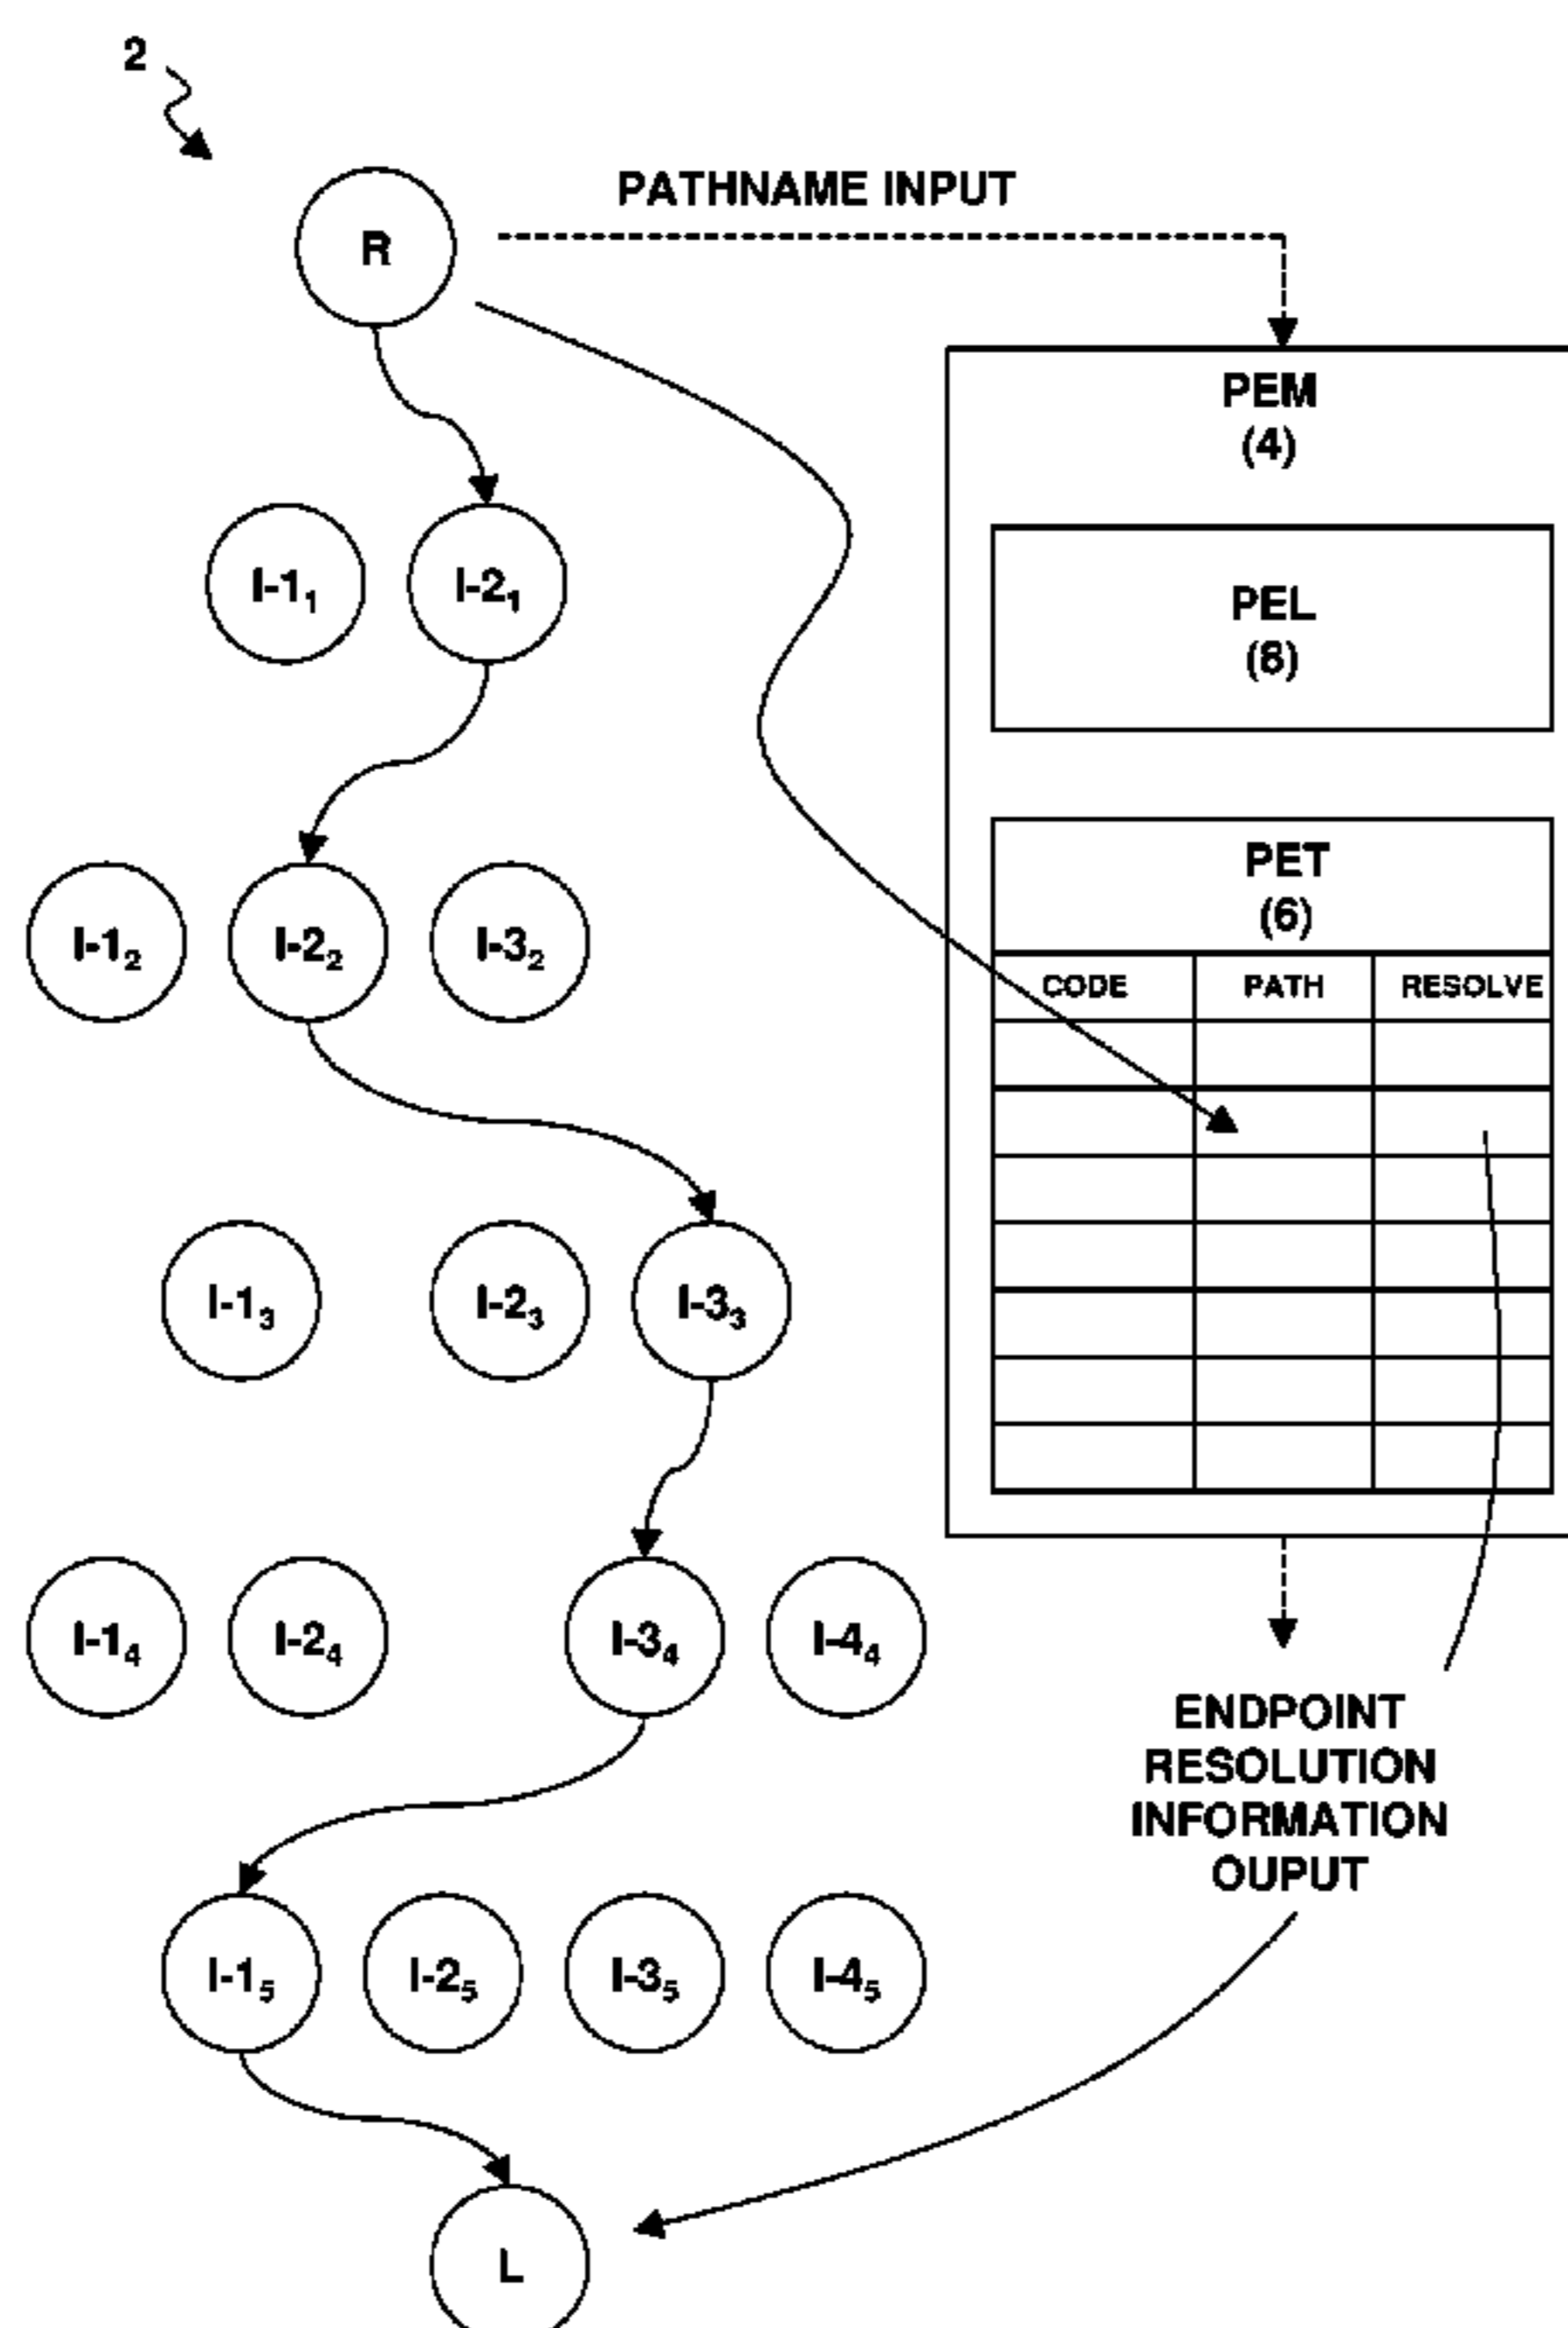 2
PATHNAME INPUT
R
PEM
(4)
I-1₁ I-2₁
PEL
(8)
PET
(6)
I-1₂ I-2₂ I-3₂
CODE PATH RESOLVE
I-1₃ I-2₃ I-3₃
I-1₄ I-2₄ I-3₄ I-4₄
ENDPOINT
RESOLUTION
INFORMATION
OUPUT
I-1₅ I-2₅ I-3₅ I-4₅
L